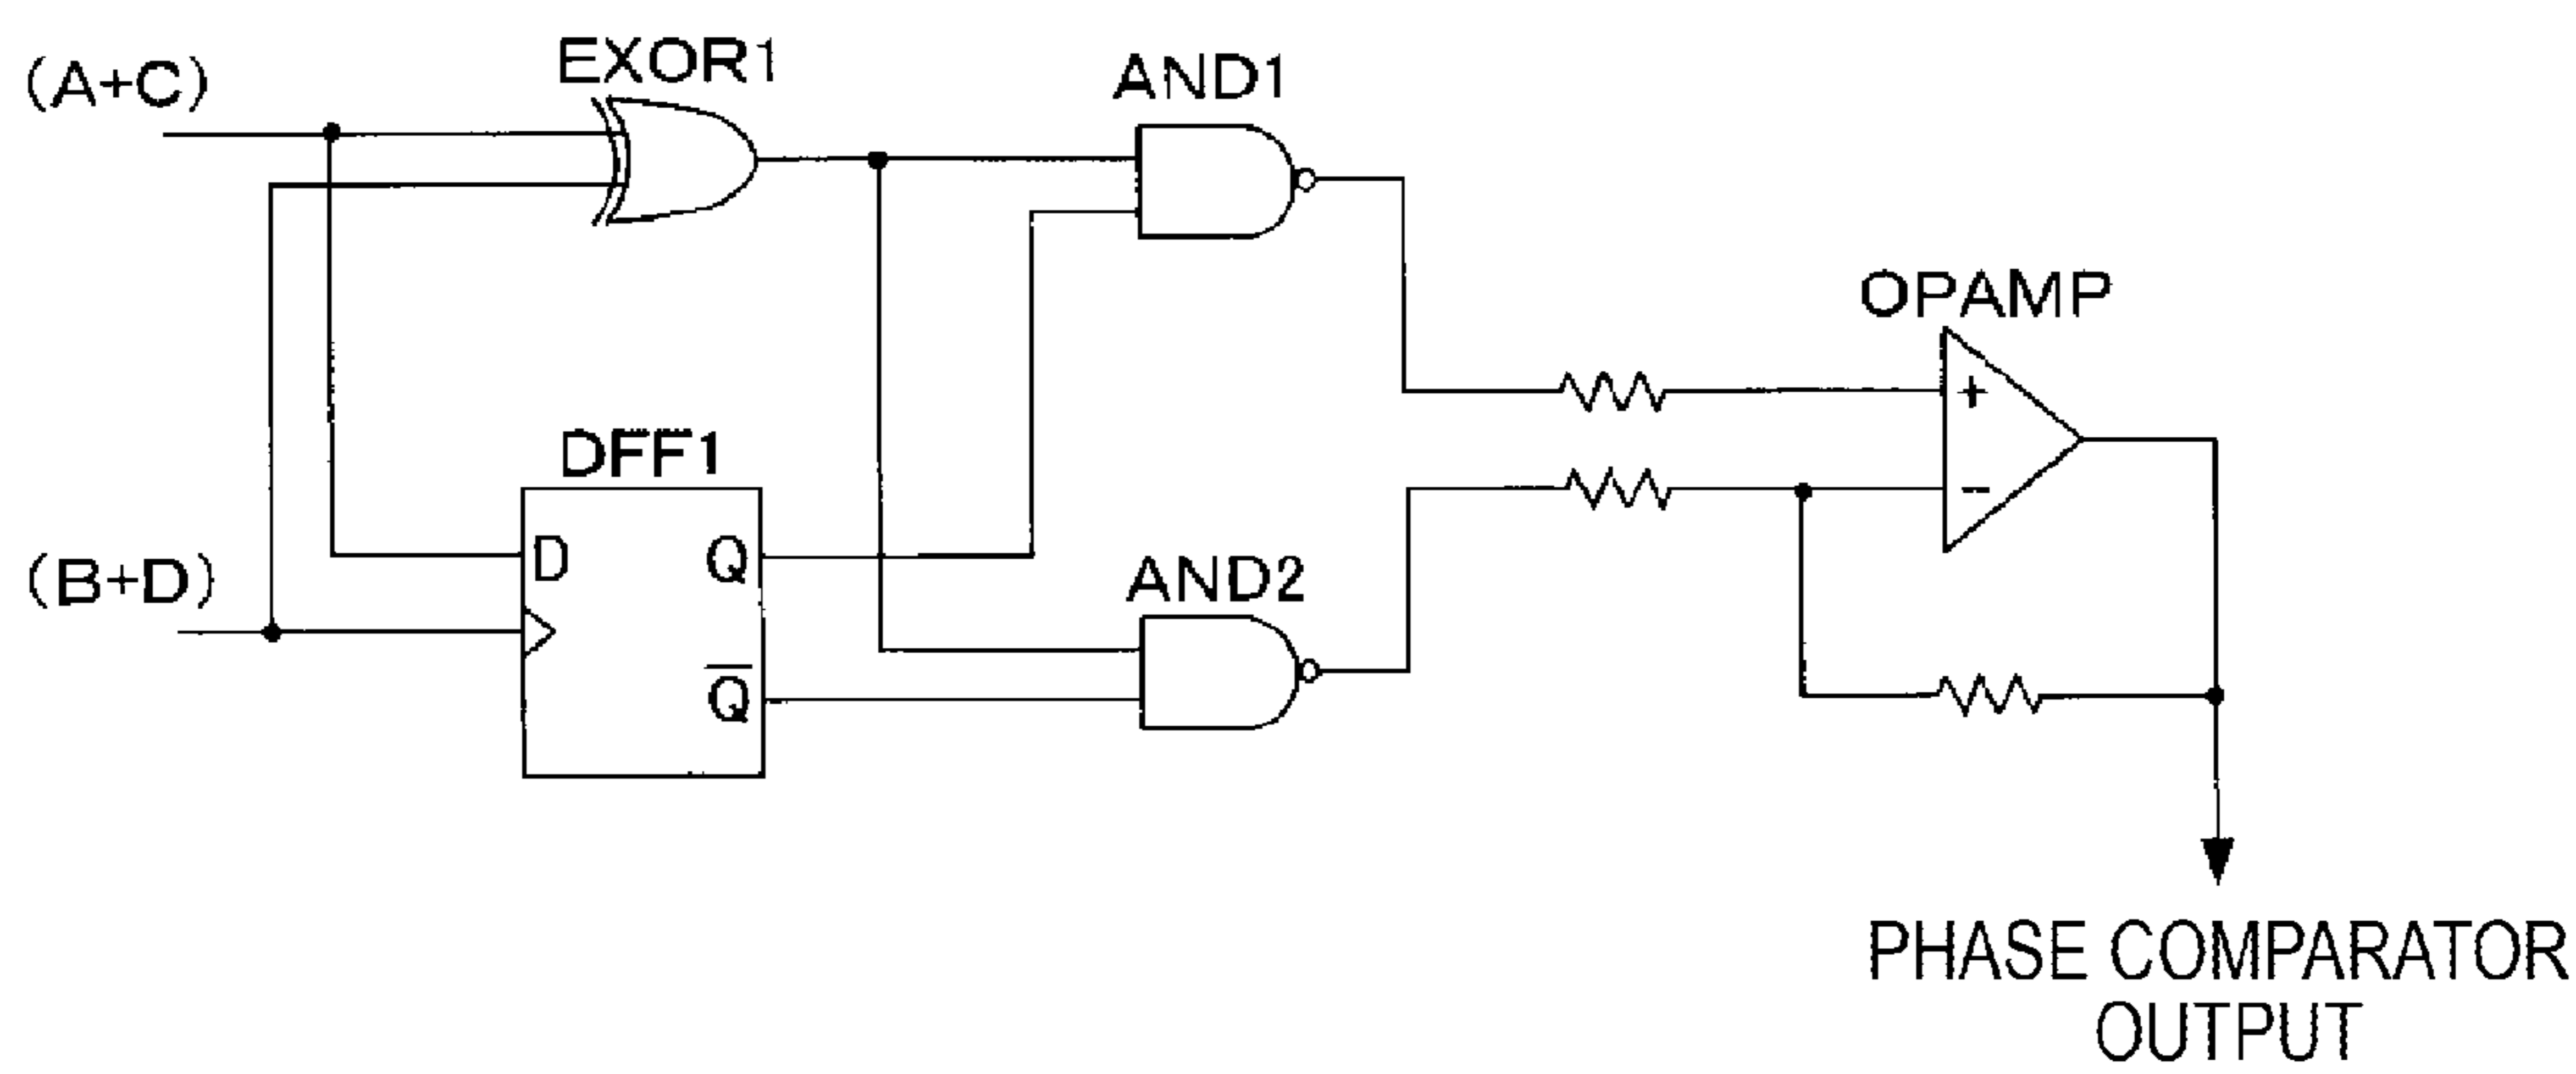 (A+C)
EXOR1
AND1
OPAMP
+
−
DFF1
D
Q
Q̅
(B+D)
AND2
PHASE COMPARATOR
OUTPUT